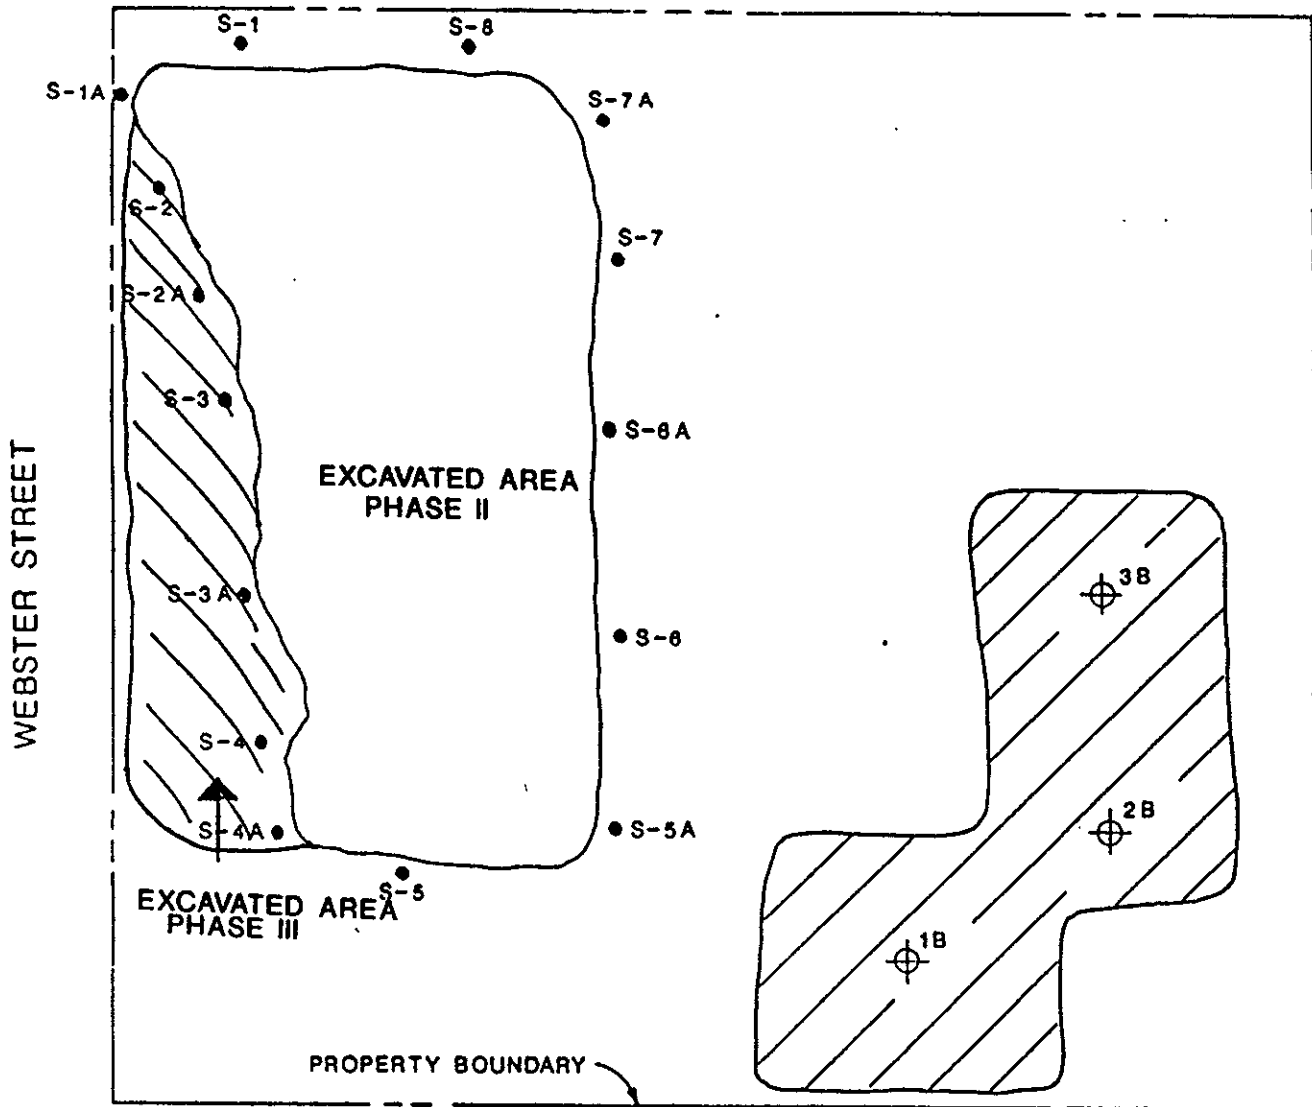 S-1
S-8
S-1A
S-7A
S-2
S-7
S-2A
S-3
S-6A
EXCAVATED AREA
PHASE II
WEBSTER STREET
3B
S-3A
S-6
S-4
S-4A
S-5A
2B
S-5
EXCAVATED AREA
PHASE III
1B
PROPERTY BOUNDARY